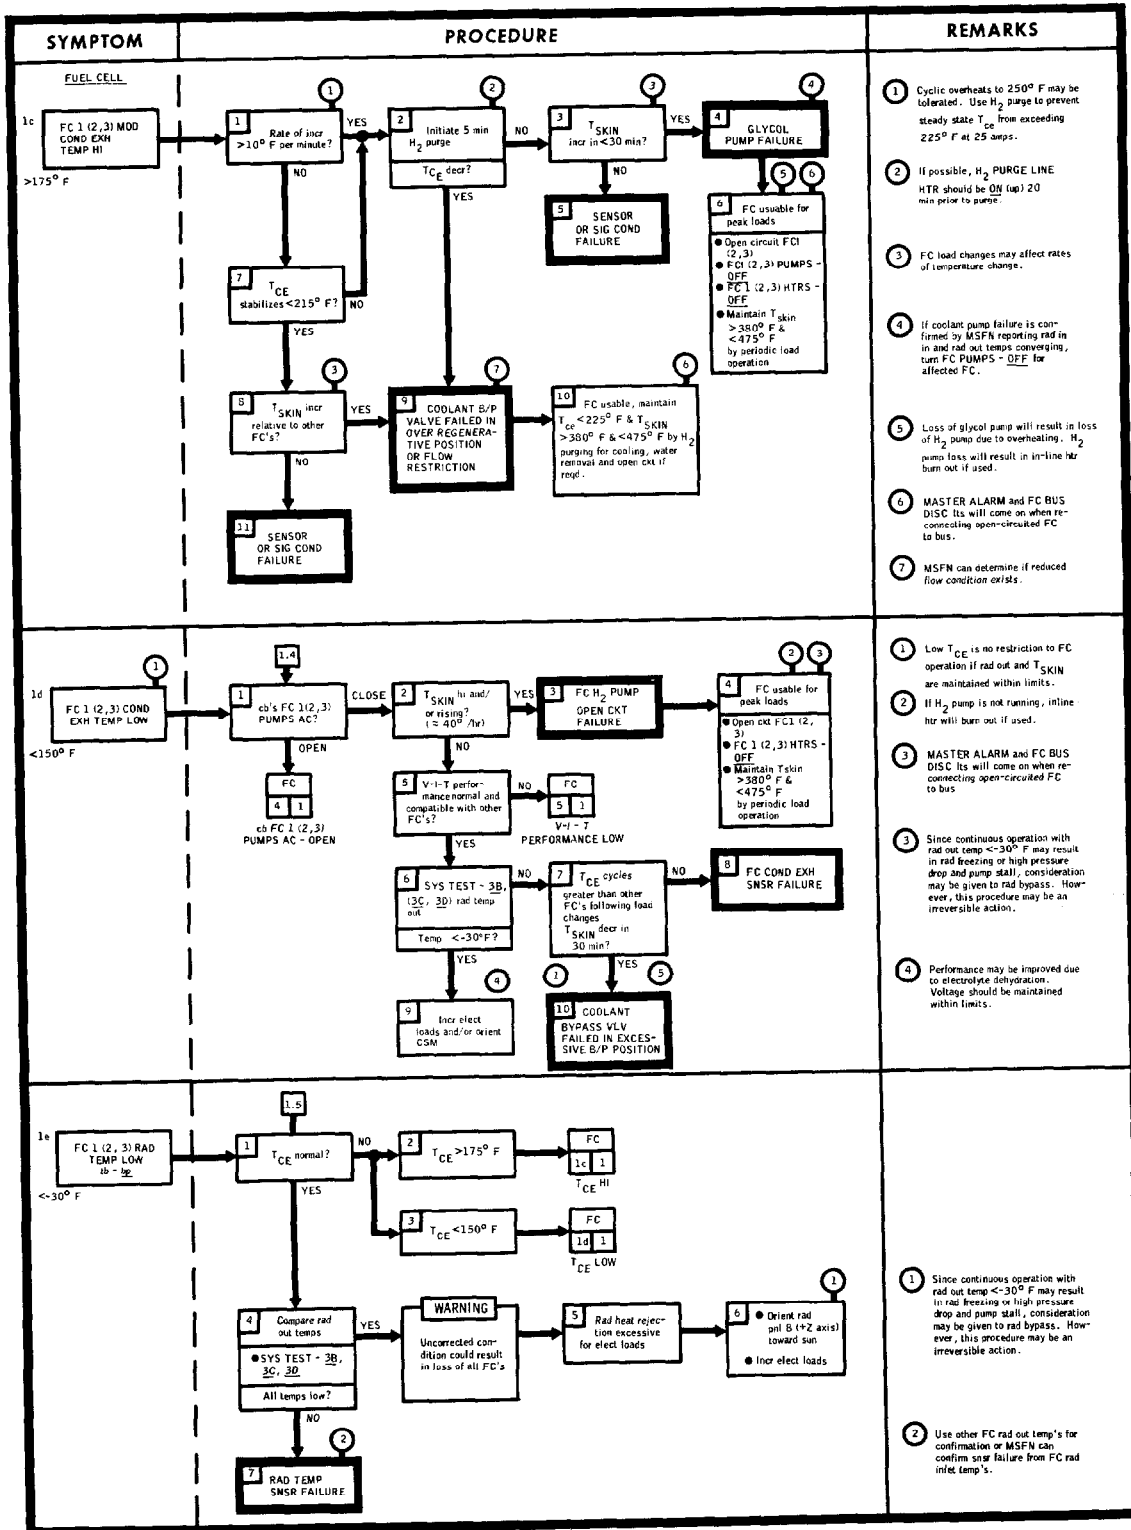 SYMPTOM
PROCEDURE
REMARKS
FUEL CELL
1c
FC 1 (2,3) MOD
COND EXH
TEMP HI
>175° F
1
1
Rate of incr
>10° F per minute?
YES
NO
2
2
Initiate 5 min
H2 purge
TCE decr?
NO
YES
3
3
TSKIN
incr in <30 min?
YES
NO
4
4
GLYCOL
PUMP FAILURE
5
SENSOR
OR SIG COND
FAILURE
5
6
6
FC usuable for
peak loads
● Open circuit FC1
(2,3)
● FC1 (2,3) PUMPS -
OFF
● FC 1 (2,3) HTRS -
OFF
● Maintain Tskin
>380° F &
<475° F
by periodic load
operation
7
TCE
stabilizes <215° F?
NO
YES
3
8
TSKIN incr
relative to other
FC's?
YES
NO
7
9
COOLANT B/P
VALVE FAILED IN
OVER REGENERA-
TIVE POSITION
OR FLOW
RESTRICTION
6
10
FC usable, maintain
Tce <225° F & TSKIN
>380° F & <475° F by H2
purging for cooling, water
removal and open ckt if
reqd.
11
SENSOR
OR SIG COND
FAILURE
1
Cyclic overheats to 250° F may be
tolerated. Use H2 purge to prevent
steady state Tce from exceeding
225° F at 25 amps.
2
If possible, H2 PURGE LINE
HTR should be ON (up) 20
min prior to purge.
3
FC load changes may affect rates
of temperature change.
4
If coolant pump failure is con-
firmed by MSFN reporting rad in
in and rad out temps converging,
turn FC PUMPS - OFF for
affected FC.
5
Loss of glycol pump will result in loss
of H2 pump due to overheating. H2
pump loss will result in in-line htr
burn out if used.
6
MASTER ALARM and FC BUS
DISC lts will come on when re-
connecting open-circuited FC
to bus.
7
MSFN can determine if reduced
flow condition exists.
1d
1
FC 1 (2,3) COND
EXH TEMP LOW
<150° F
1.4
1
cb's FC 1(2,3)
PUMPS AC?
CLOSE
OPEN
FC
4 1
cb FC 1 (2,3)
PUMPS AC - OPEN
2
TSKIN hi and/
or rising?
(≈ 40° /hr)
YES
NO
3
FC H2 PUMP
OPEN CKT
FAILURE
2
3
4
FC usable for
peak loads
● Open ckt FC1 (2,
3)
● FC 1 (2,3) HTRS -
OFF
● Maintain Tskin
>380° F &
<475° F
by periodic load
operation
5
V-I-T perfor-
mance normal and
compatible with other
FC's?
NO
YES
FC
5 1
V-I-T
PERFORMANCE LOW
6
SYS TEST - 3B,
(3C, 3D) rad temp
out
Temp <-30°F?
NO
YES
7
TCE cycles
greater than other
FC's following load
changes
TSKIN decr in
30 min?
NO
YES
8
FC COND EXH
SNSR FAILURE
4
9
Incr elect
loads and/or orient
CSM
1
5
10
COOLANT
BYPASS VLV
FAILED IN EXCES-
SIVE B/P POSITION
1
Low TCE is no restriction to FC
operation if rad out and TSKIN
are maintained within limits.
2
If H2 pump is not running, inline
htr will burn out if used.
3
MASTER ALARM and FC BUS
DISC lts will come on when re-
connecting open-circuited FC
to bus
3
Since continuous operation with
rad out temp <-30° F may result
in rad freezing or high pressure
drop and pump stall, consideration
may be given to rad bypass. How-
ever, this procedure may be an
irreversible action.
4
Performance may be improved due
to electrolyte dehydration.
Voltage should be maintained
within limits.
1e
FC 1 (2,3) RAD
TEMP LOW
tb - bp
<-30° F
1.5
1
TCE normal?
NO
YES
2
TCE >175° F
FC
1c 1
TCE HI
3
TCE <150° F
FC
1d 1
TCE LOW
4
Compare rad
out temps
● SYS TEST - 3B,
3C, 3D
All temps low?
YES
NO
WARNING
Uncorrected con-
dition could result
in loss of all FC's
5
Rad heat rejec-
tion excessive
for elect loads
1
6
● Orient rad
pnl B (+Z axis)
toward sun
● Incr elect loads
2
7
RAD TEMP
SNSR FAILURE
1
Since continuous operation with
rad out temp <-30° F may result
in rad freezing or high pressure
drop and pump stall, consideration
may be given to rad bypass. How-
ever, this procedure may be an
irreversible action.
2
Use other FC rad out temp's for
confirmation or MSFN can
confirm snsr failure from FC rad
inlet temp's.